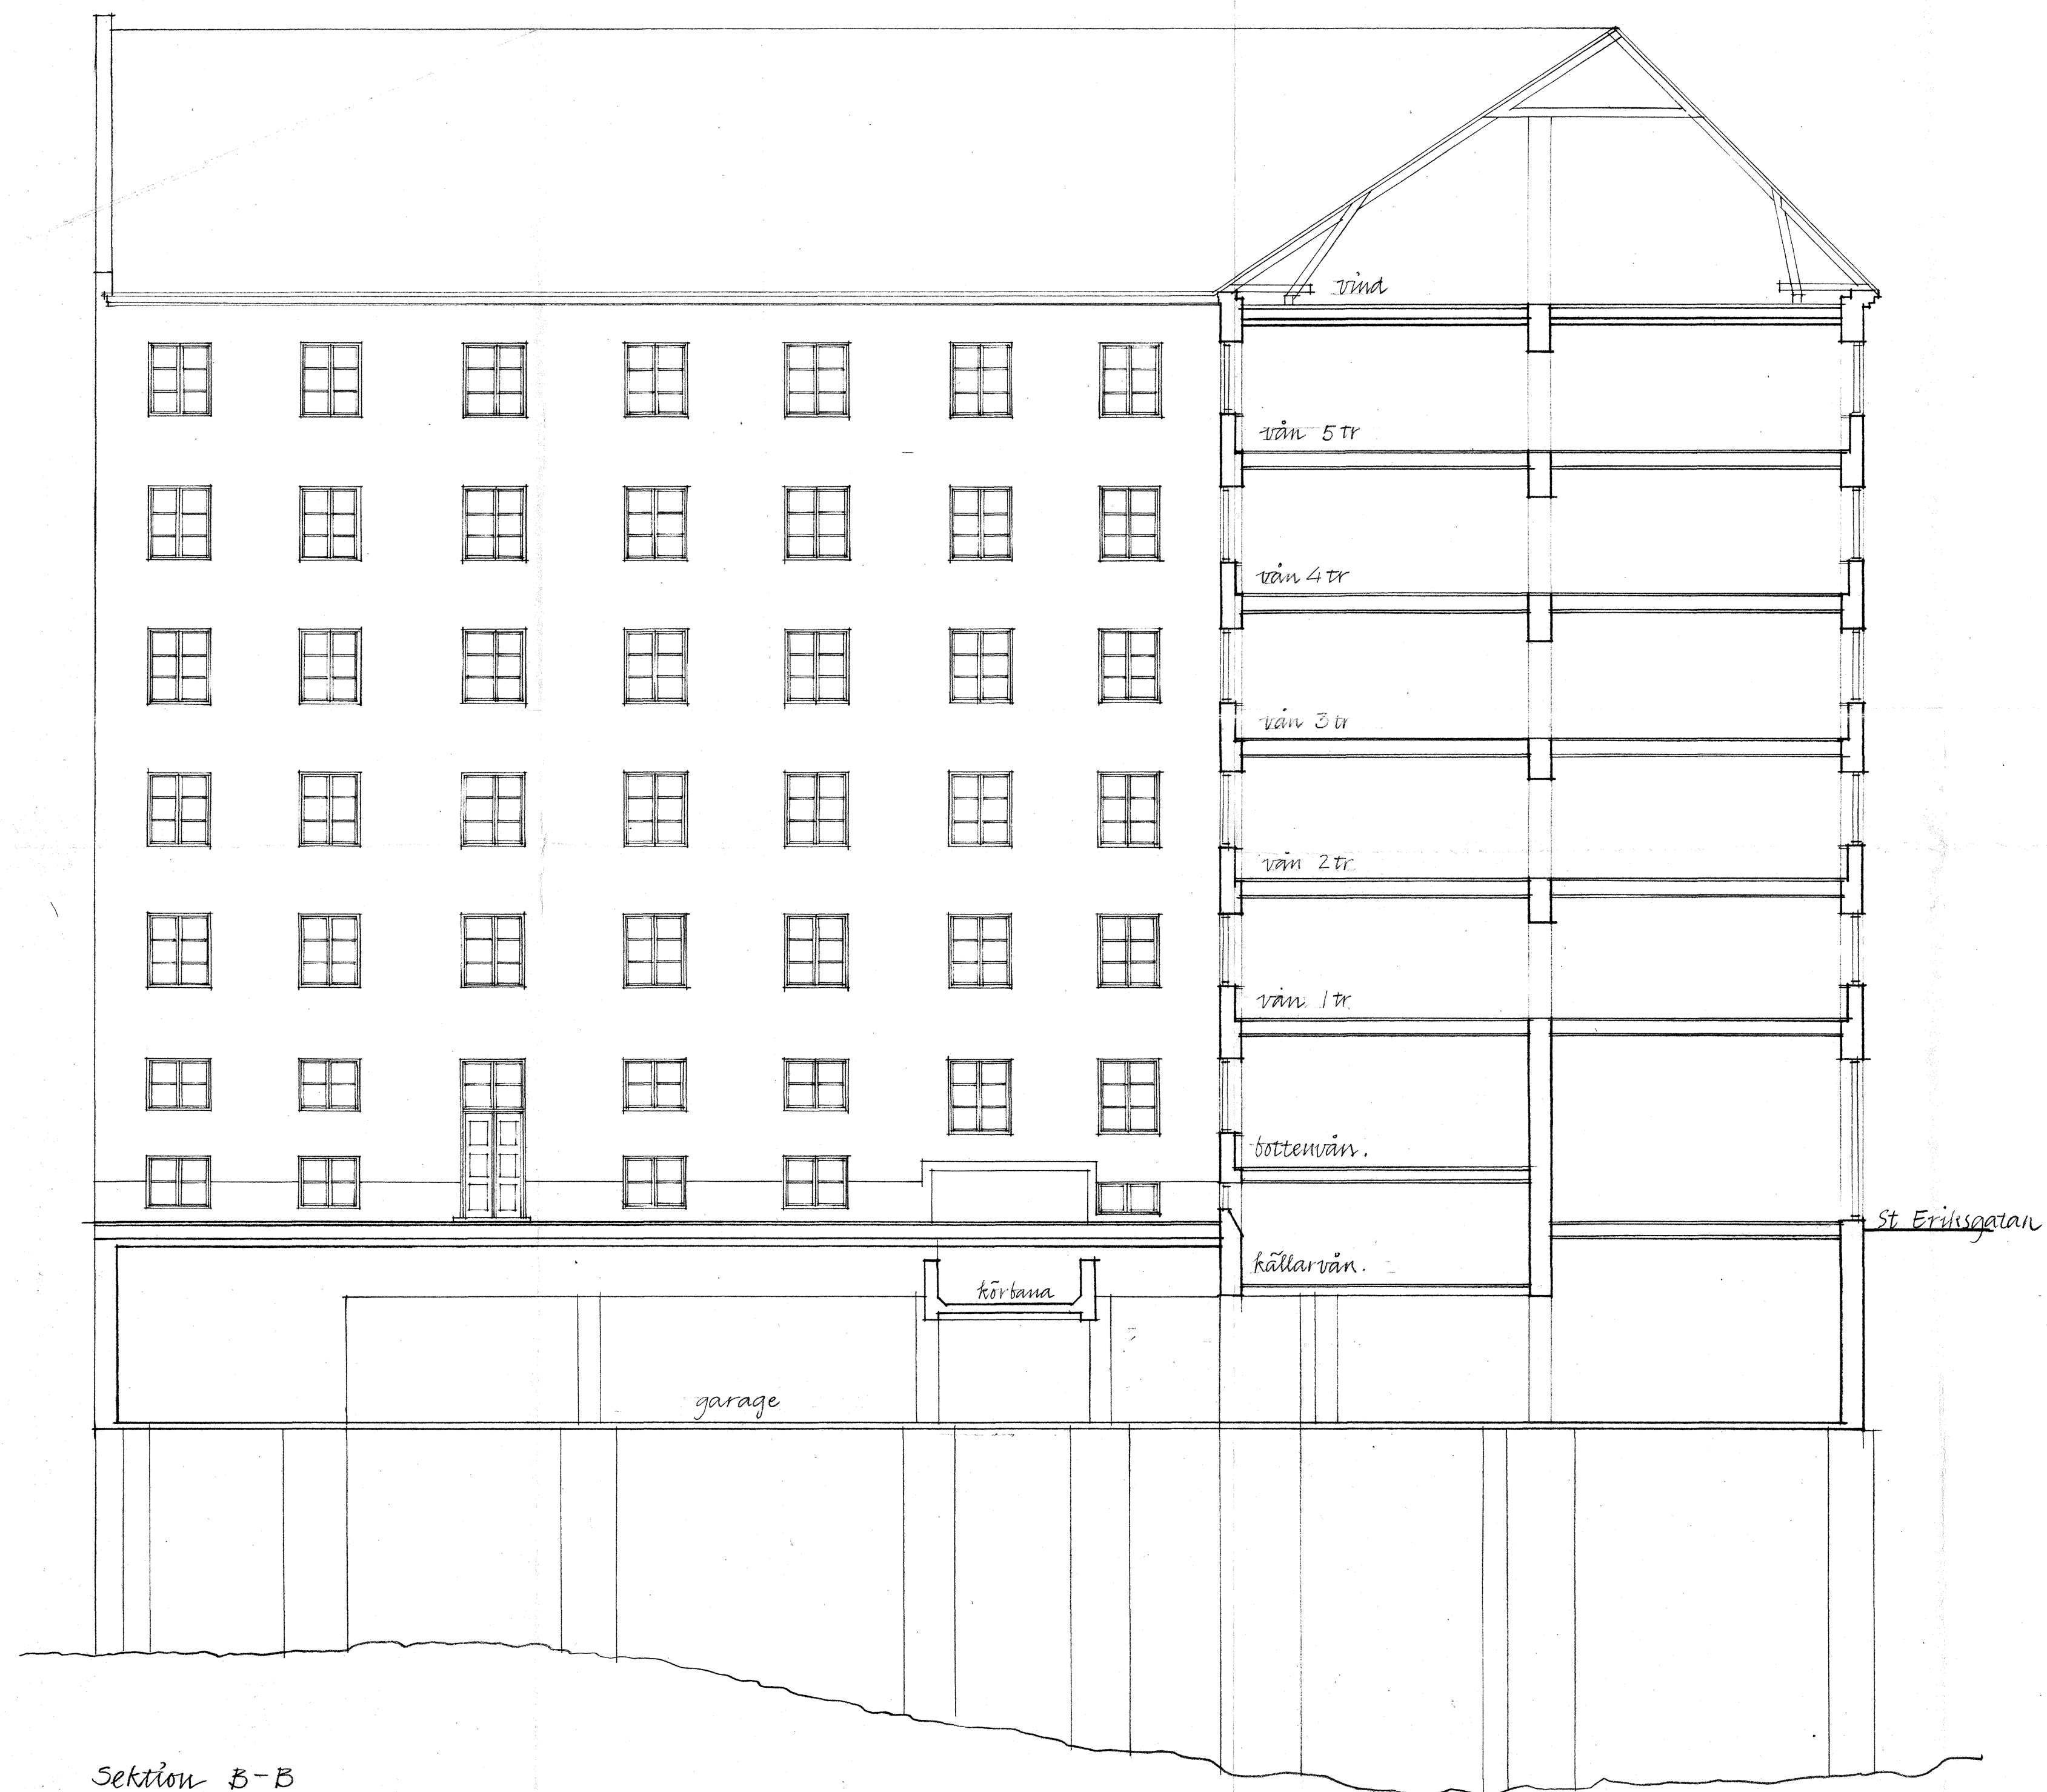 vind
vån 5 tr
vån 4 tr
vån 3 tr
vån 2 tr
vån 1 tr
bottenvån.
St Eriksgatan
källarvån.
körbana
garage
Sektion B-B